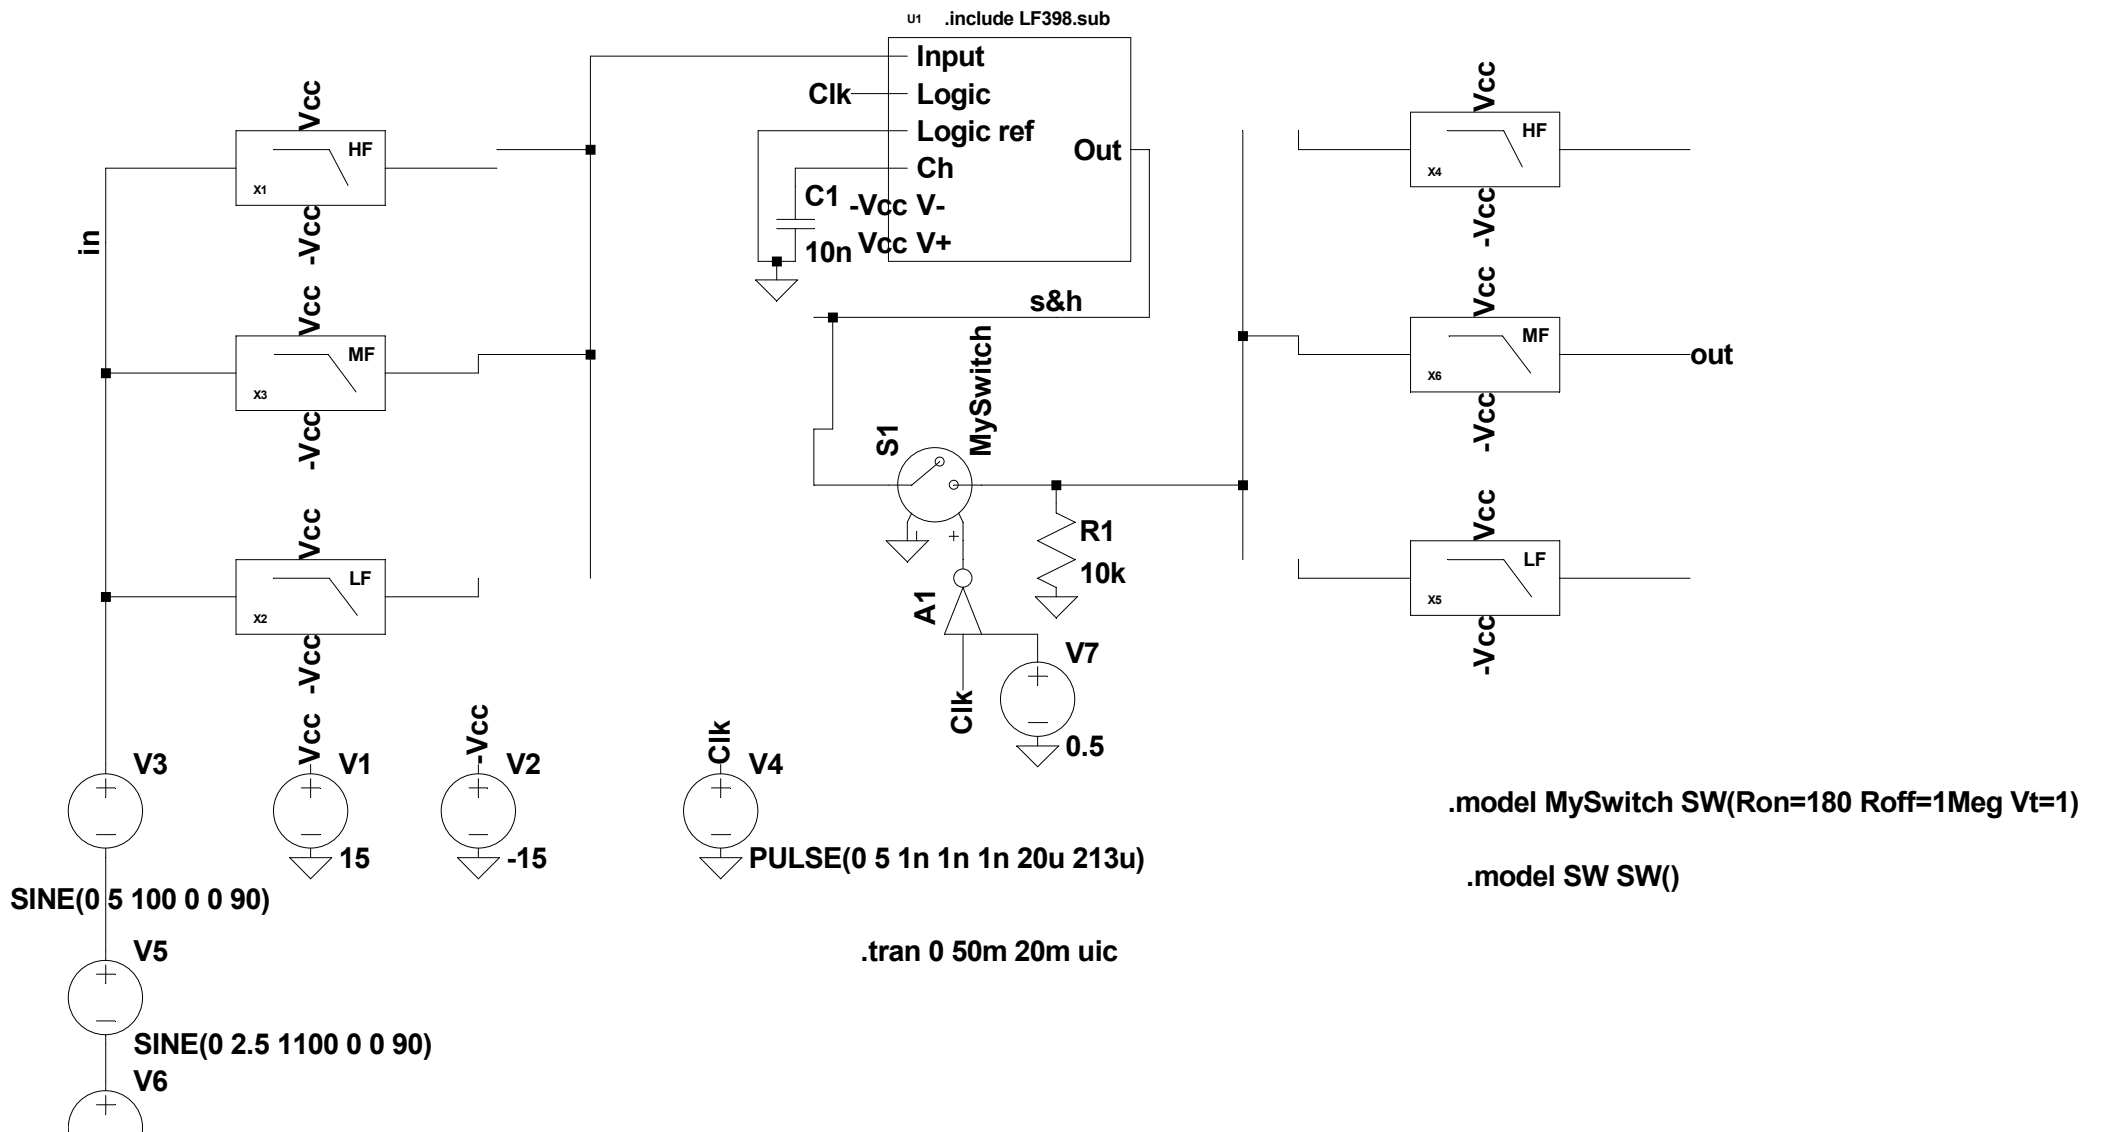 U1 .include LF398.sub
Input
Clk Logic
Logic ref
Out
Ch
C1 -Vcc V-
10n Vcc V+
s&h
in
Vcc
HF
X1
-Vcc
Vcc
MF
X3
-Vcc
Vcc
LF
X2
-Vcc
S1
MySwitch
+
R1
10k
A1
Clk
V7
0.5
Vcc
HF
X4
-Vcc
Vcc
MF
X6
-Vcc
out
Vcc
LF
X5
-Vcc
V3
Vcc V1
15
-Vcc V2
-15
Clk V4
PULSE(0 5 1n 1n 1n 20u 213u)
SINE(0 5 100 0 0 90)
V5
SINE(0 2.5 1100 0 0 90)
V6
.tran 0 50m 20m uic
.model MySwitch SW(Ron=180 Roff=1Meg Vt=1)
.model SW SW()